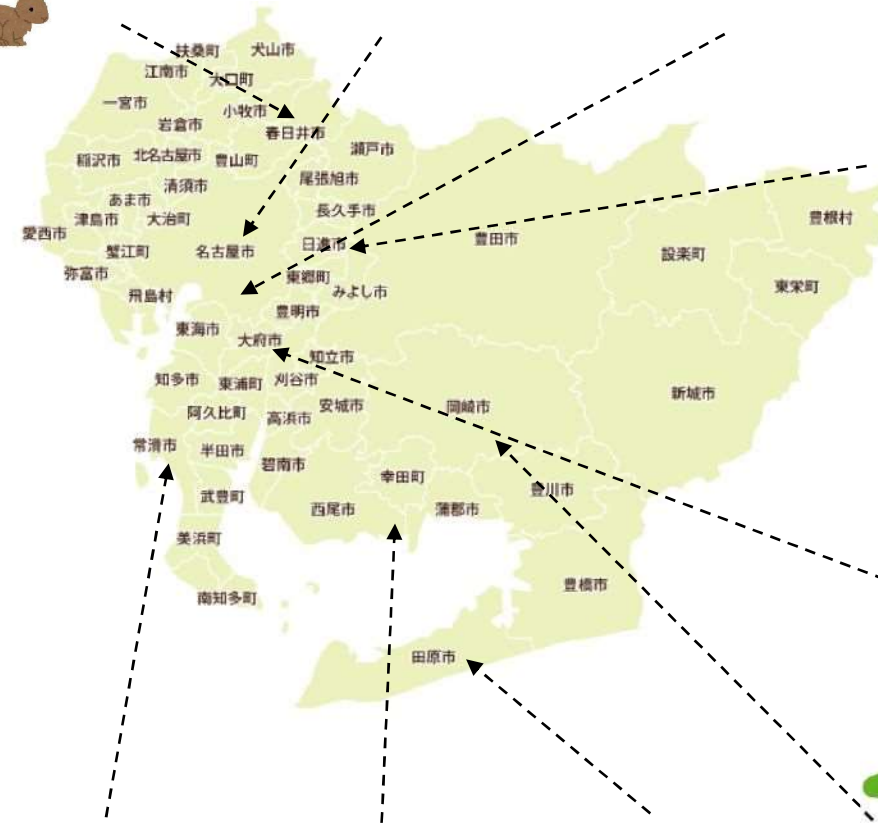 扶桑町
犬山市
江南市
大口町
一宮市
小牧市
岩倉市
春日井市
瀬戸市
稲沢市
北名古屋市
豊山町
尾張旭市
清須市
あま市
長久手市
津島市
大治町
豊根村
愛西市
日進市
豊田市
蟹江町
名古屋市
設楽町
弥富市
東郷町
東栄町
飛島村
みよし市
豊明市
東海市
大府市
知立市
知多市
東浦町
刈谷市
新城市
阿久比町
高浜市
安城市
岡崎市
常滑市
半田市
碧南市
幸田町
豊川市
武豊町
西尾市
蒲郡市
美浜町
豊橋市
南知多町
田原市